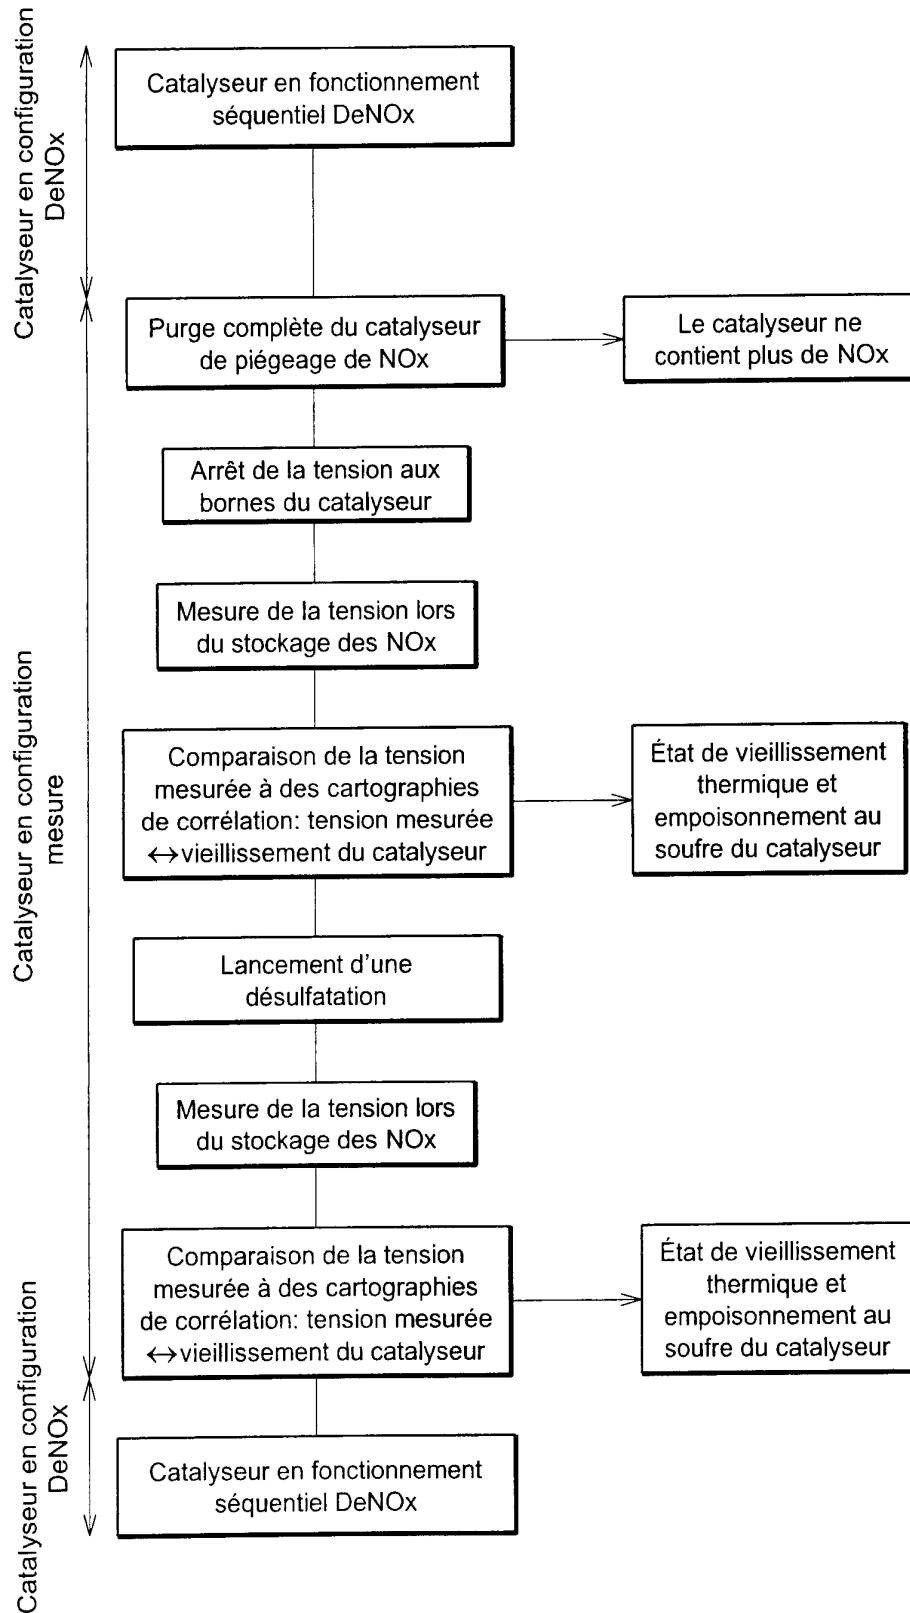 Catalyseur en configuration
DeNOx
Catalyseur en fonctionnement
séquentiel DeNOx
Catalyseur en configuration
mesure
Purge complète du catalyseur
de piégeage de NOx
Le catalyseur ne
contient plus de NOx
Arrêt de la tension aux
bornes du catalyseur
Mesure de la tension lors
du stockage des NOx
Comparaison de la tension
mesurée à des cartographies
de corrélation: tension mesurée
↔vieillissement du catalyseur
État de vieillissement
thermique et
empoisonnement au
soufre du catalyseur
Lancement d'une
désulfatation
Mesure de la tension lors
du stockage des NOx
Comparaison de la tension
mesurée à des cartographies
de corrélation: tension mesurée
↔vieillissement du catalyseur
État de vieillissement
thermique et
empoisonnement au
soufre du catalyseur
Catalyseur en configuration
DeNOx
Catalyseur en fonctionnement
séquentiel DeNOx